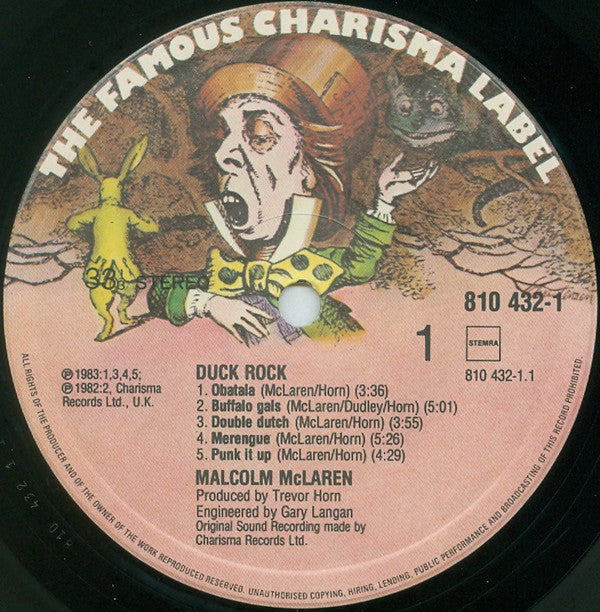 THE FAMOUS CHARISMA LABEL
33⅓ STEREO
810 432-1
1
STEMRA
810 432-1.1
℗ 1983:1,3,4,5;
℗ 1982:2, Charisma
Records Ltd., U.K.
DUCK ROCK
1. Obatala (McLaren/Horn) (3:36)
2. Buffalo gals (McLaren/Dudley/Horn) (5:01)
3. Double dutch (McLaren/Horn) (3:55)
4. Merengue (McLaren/Horn) (5:26)
5. Punk it up (McLaren/Horn) (4:29)
MALCOLM McLAREN
Produced by Trevor Horn
Engineered by Gary Langan
Original Sound Recording made by
Charisma Records Ltd.
ALL RIGHTS OF THE PRODUCER AND OF THE OWNER OF THE WORK REPRODUCED RESERVED. UNAUTHORISED COPYING, HIRING, LENDING, PUBLIC PERFORMANCE AND BROADCASTING OF THIS RECORD PROHIBITED.